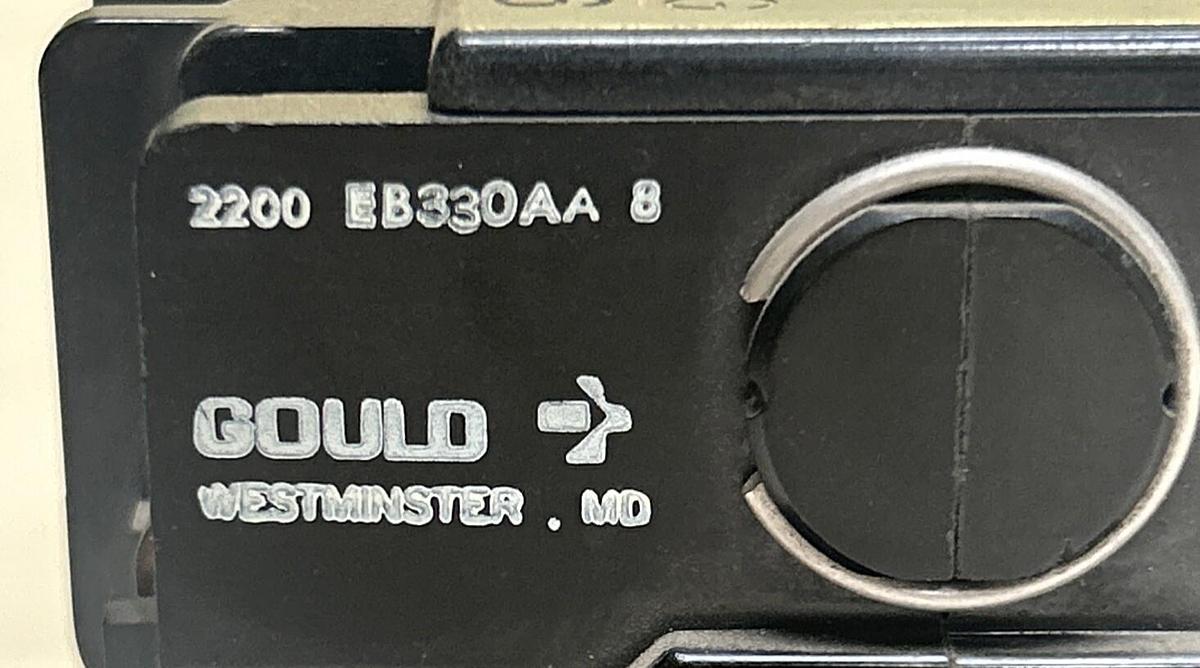 2200 EB330AA 8
GOULD
WESTMINSTER . MD